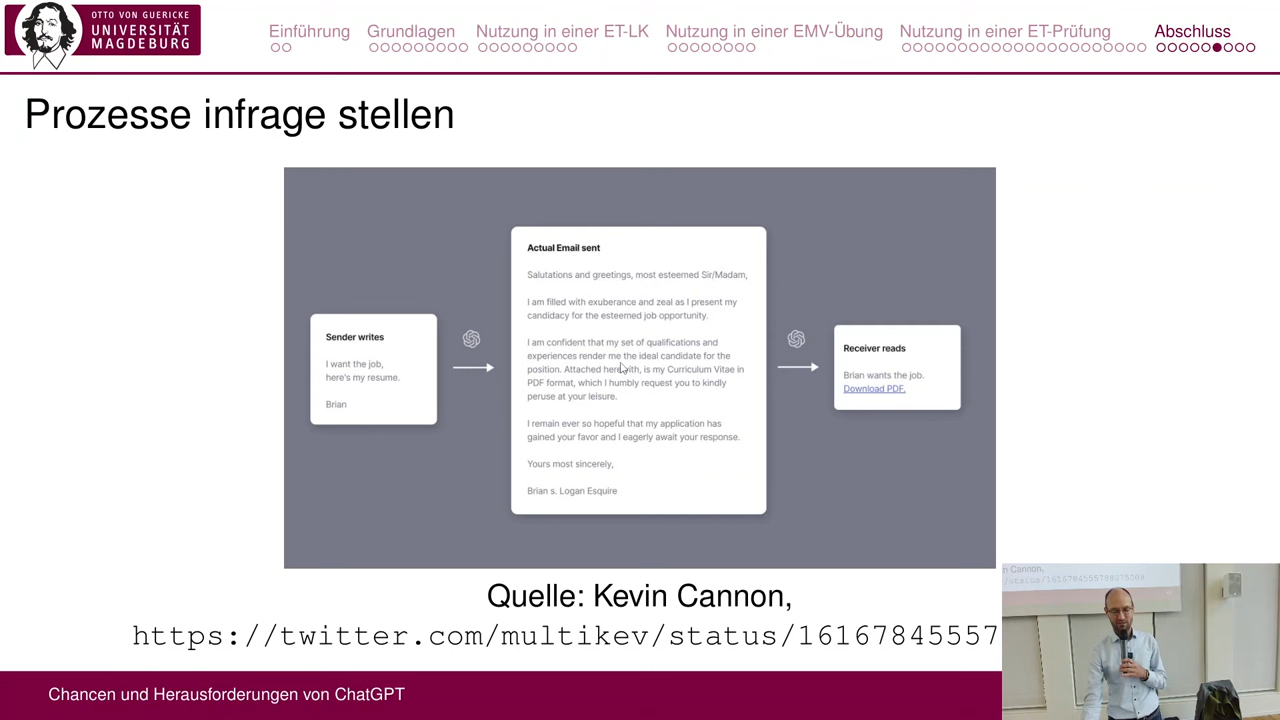 OTTO VON GUERICKE
UNIVERSITÄT
MAGDEBURG
Einführung
Grundlagen
Nutzung in einer ET-LK
Nutzung in einer EMV-Übung
Nutzung in einer ET-Prüfung
Abschluss
Prozesse infrage stellen
Sender writes
I want the job,
here's my resume.
Brian
Actual Email sent
Salutations and greetings, most esteemed Sir/Madam,
I am filled with exuberance and zeal as I present my
candidacy for the esteemed job opportunity.
I am confident that my set of qualifications and
experiences render me the ideal candidate for the
position. Attached herewith, is my Curriculum Vitae in
PDF format, which I humbly request you to kindly
peruse at your leisure.
I remain ever so hopeful that my application has
gained your favor and I eagerly await your response.
Yours most sincerely,
Brian s. Logan Esquire
Receiver reads
Brian wants the job.
Download PDF.
Quelle: Kevin Cannon,
https://twitter.com/multikev/status/16167845557
Chancen und Herausforderungen von ChatGPT
n Cannon,